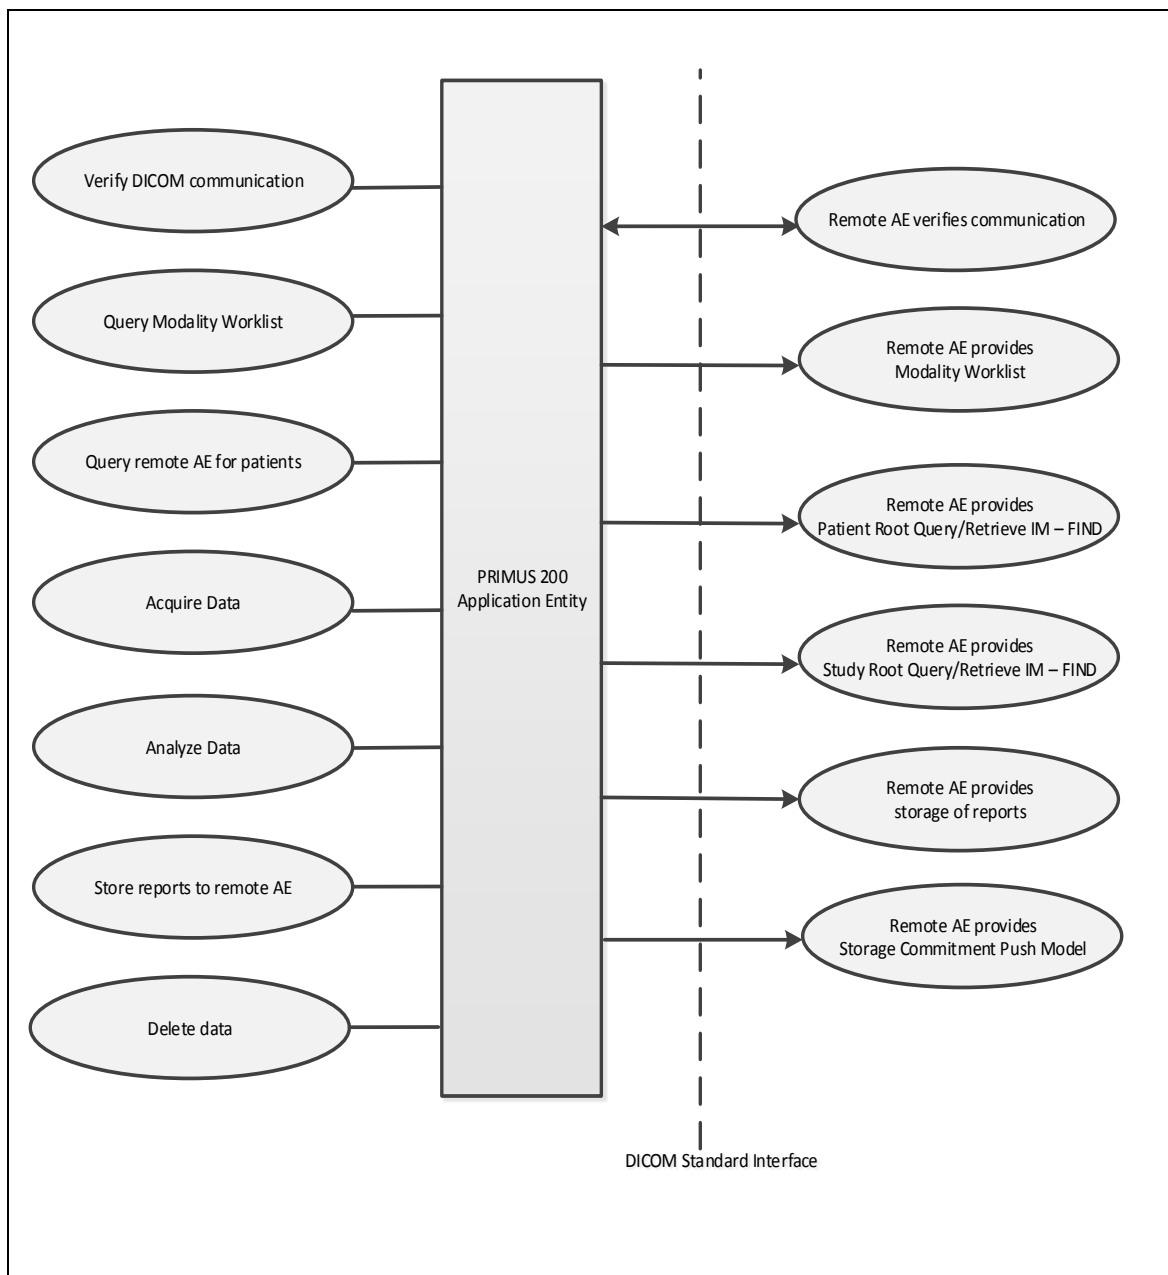 Verify DICOM communication
Query Modality Worklist
Query remote AE for patients
Acquire Data
Analyze Data
Store reports to remote AE
Delete data
PRIMUS 200
Application Entity
Remote AE verifies communication
Remote AE provides
Modality Worklist
Remote AE provides
Patient Root Query/Retrieve IM – FIND
Remote AE provides
Study Root Query/Retrieve IM – FIND
Remote AE provides
storage of reports
Remote AE provides
Storage Commitment Push Model
DICOM Standard Interface